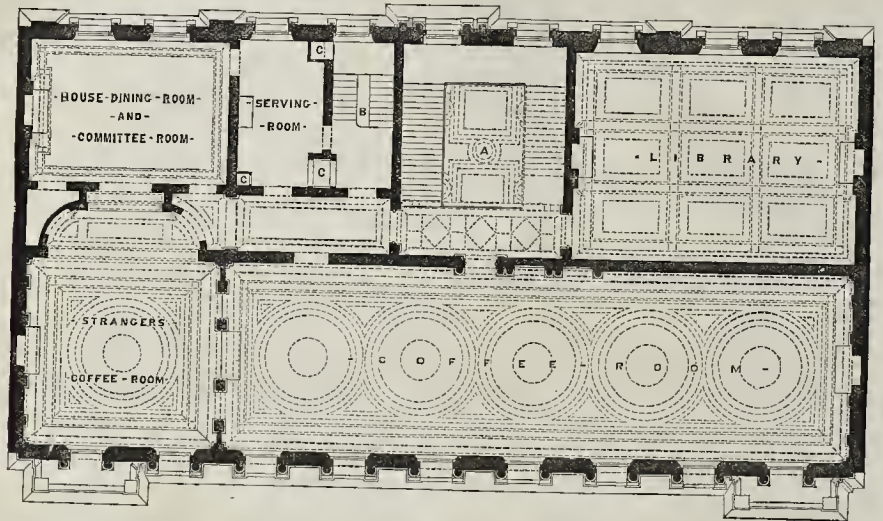 -HOUSE-DINING-ROOM-
-AND-
-COMMITTEE-ROOM-
-SERVING-
-ROOM-
C
C
C
B
A
-LIBRARY-
STRANGERS
COFFEE-ROOM-
-COFFEE-ROOM-